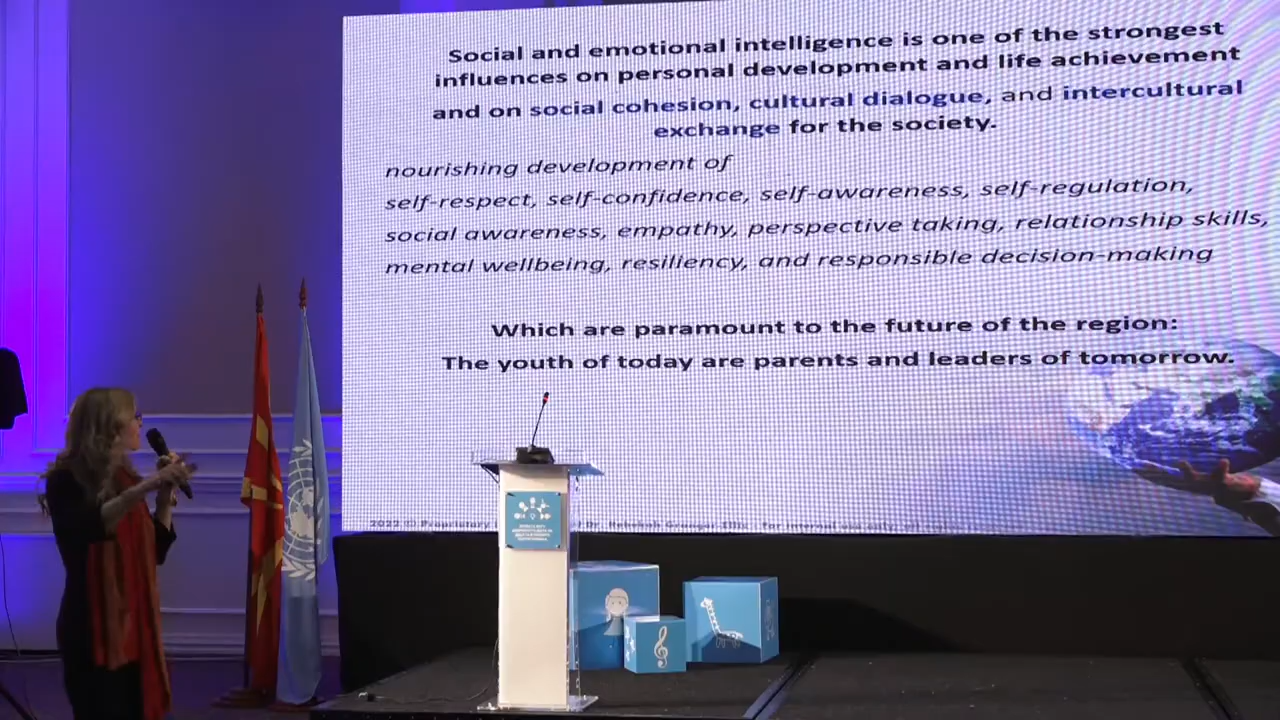 Social and emotional intelligence is one of the strongest
influences on personal development and life achievement
and on social cohesion, cultural dialogue, and intercultural
exchange for the society.
nourishing development of
self-respect, self-confidence, self-awareness, self-regulation,
social awareness, empathy, perspective taking, relationship skills,
mental wellbeing, resiliency, and responsible decision-making
Which are paramount to the future of the region:
The youth of today are parents and leaders of tomorrow.
2022 © Proprietary Dr.